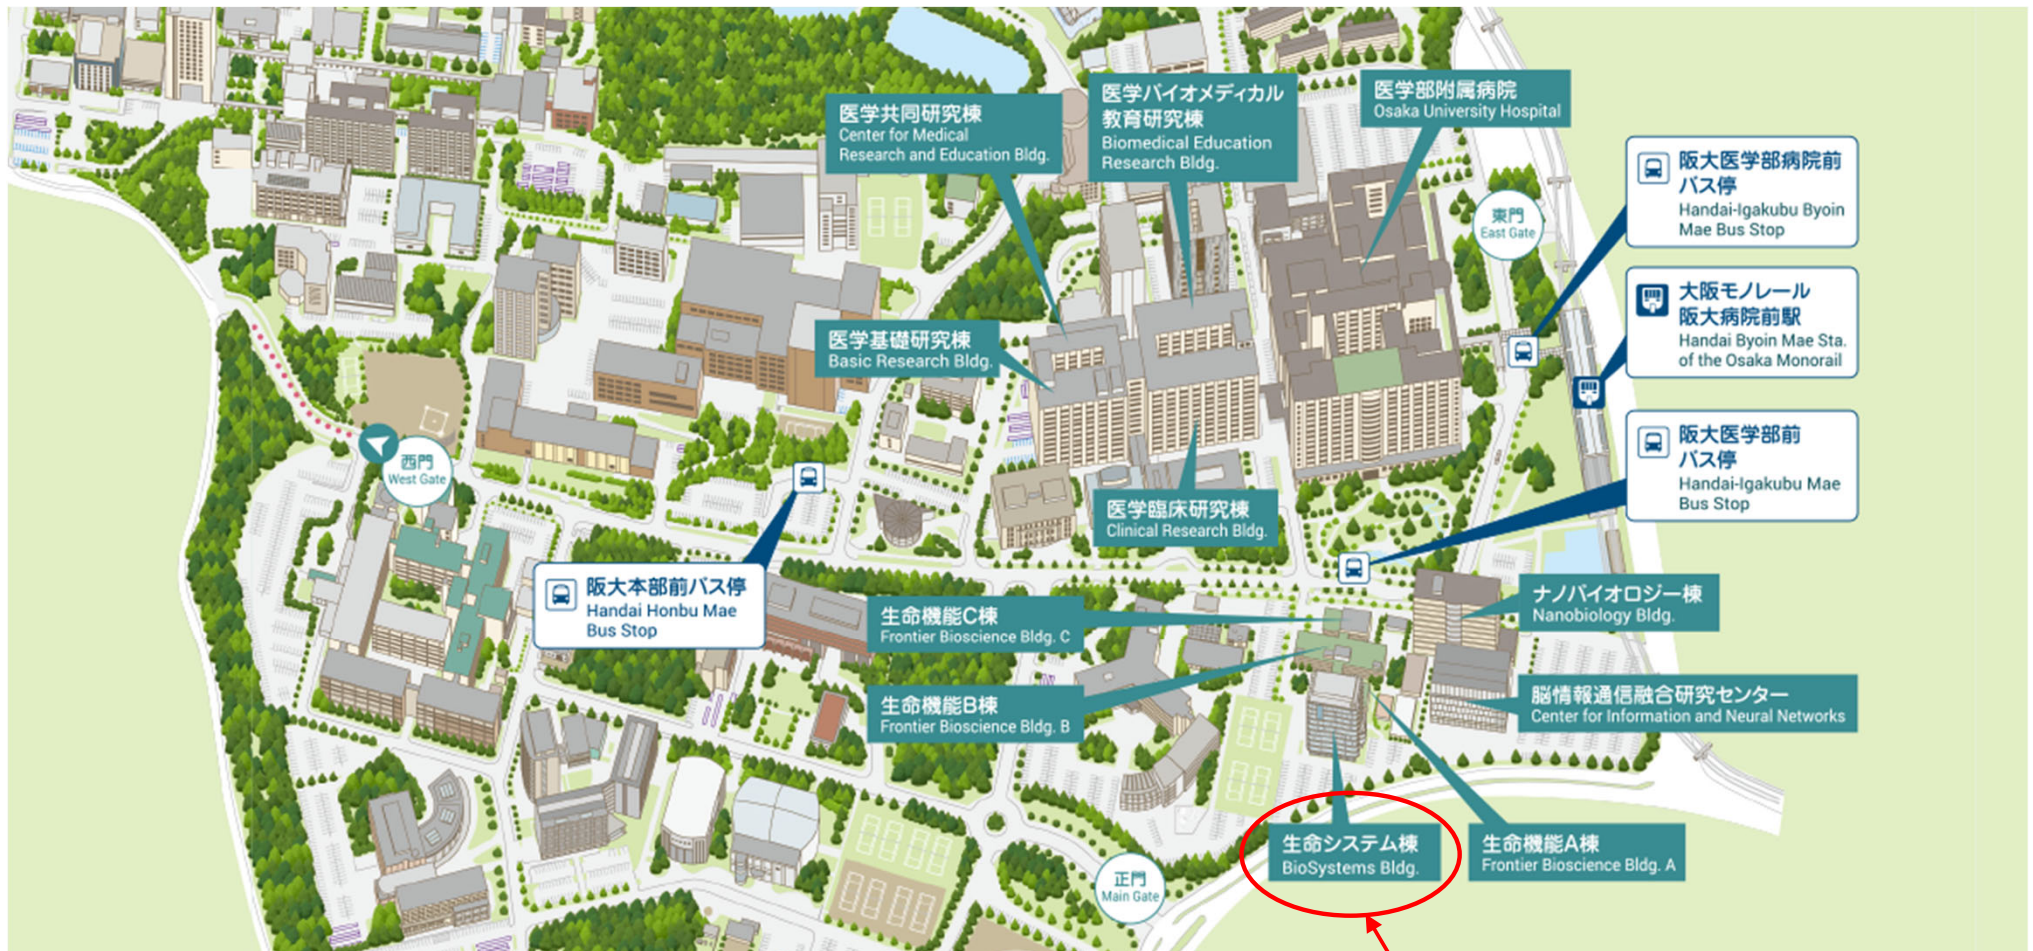 医学共同研究棟
Center for Medical
Research and Education Bldg.
医学バイオメディカル
教育研究棟
Biomedical Education
Research Bldg.
医学部附属病院
Osaka University Hospital
阪大医学部病院前
バス停
Handai-Igakubu Byoin
Mae Bus Stop
東門
East Gate
大阪モノレール
阪大病院前駅
Handai Byoin Mae Sta.
of the Osaka Monorail
医学基礎研究棟
Basic Research Bldg.
阪大医学部前
バス停
Handai-Igakubu Mae
Bus Stop
西門
West Gate
医学臨床研究棟
Clinical Research Bldg.
阪大本部前バス停
Handai Honbu Mae
Bus Stop
生命機能C棟
Frontier Bioscience Bldg. C
ナノバイオロジー棟
Nanobiology Bldg.
生命機能B棟
Frontier Bioscience Bldg. B
脳情報通信融合研究センター
Center for Information and Neural Networks
生命システム棟
BioSystems Bldg.
生命機能A棟
Frontier Bioscience Bldg. A
正門
Main Gate